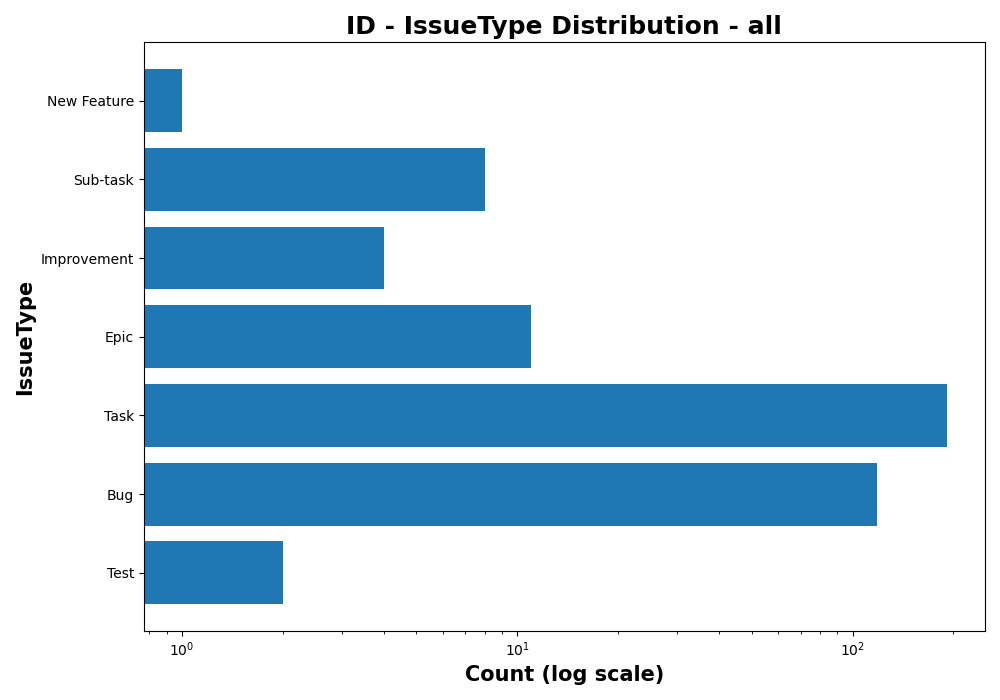 ID - IssueType Distribution - all
New Feature
Sub-task
Improvement
Epic
Task
Bug
Test
IssueType
10⁰ 10¹ 10²
Count (log scale)